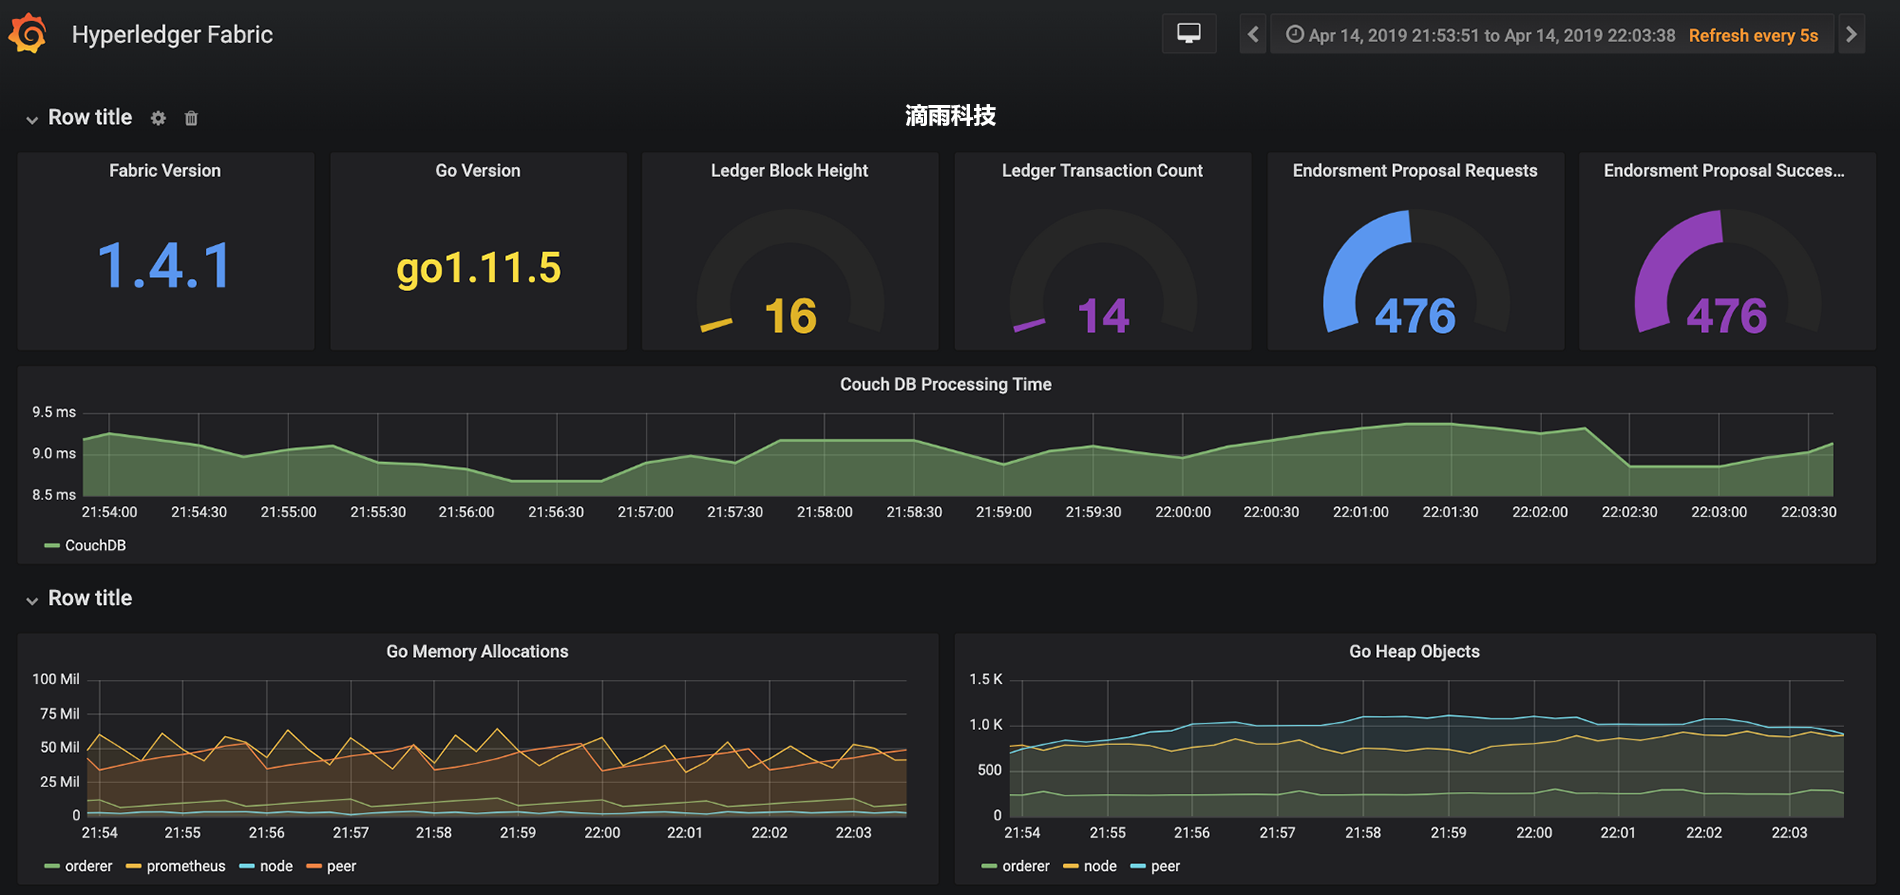 Hyperledger Fabric
Apr 14, 2019 21:53:51 to Apr 14, 2019 22:03:38 Refresh every 5s
Row title
滴雨科技
Fabric Version
1.4.1
Go Version
go1.11.5
Ledger Block Height
16
Ledger Transaction Count
14
Endorsment Proposal Requests
476
Endorsment Proposal Succes...
476
Couch DB Processing Time
9.5 ms
9.0 ms
8.5 ms
21:54:00 21:54:30 21:55:00 21:55:30 21:56:00 21:56:30 21:57:00 21:57:30 21:58:00 21:58:30 21:59:00 21:59:30 22:00:00 22:00:30 22:01:00 22:01:30 22:02:00 22:02:30 22:03:00 22:03:30
CouchDB
Row title
Go Memory Allocations
100 Mil
75 Mil
50 Mil
25 Mil
0
21:54 21:55 21:56 21:57 21:58 21:59 22:00 22:01 22:02 22:03
orderer prometheus node peer
Go Heap Objects
1.5 K
1.0 K
500
0
21:54 21:55 21:56 21:57 21:58 21:59 22:00 22:01 22:02 22:03
orderer node peer